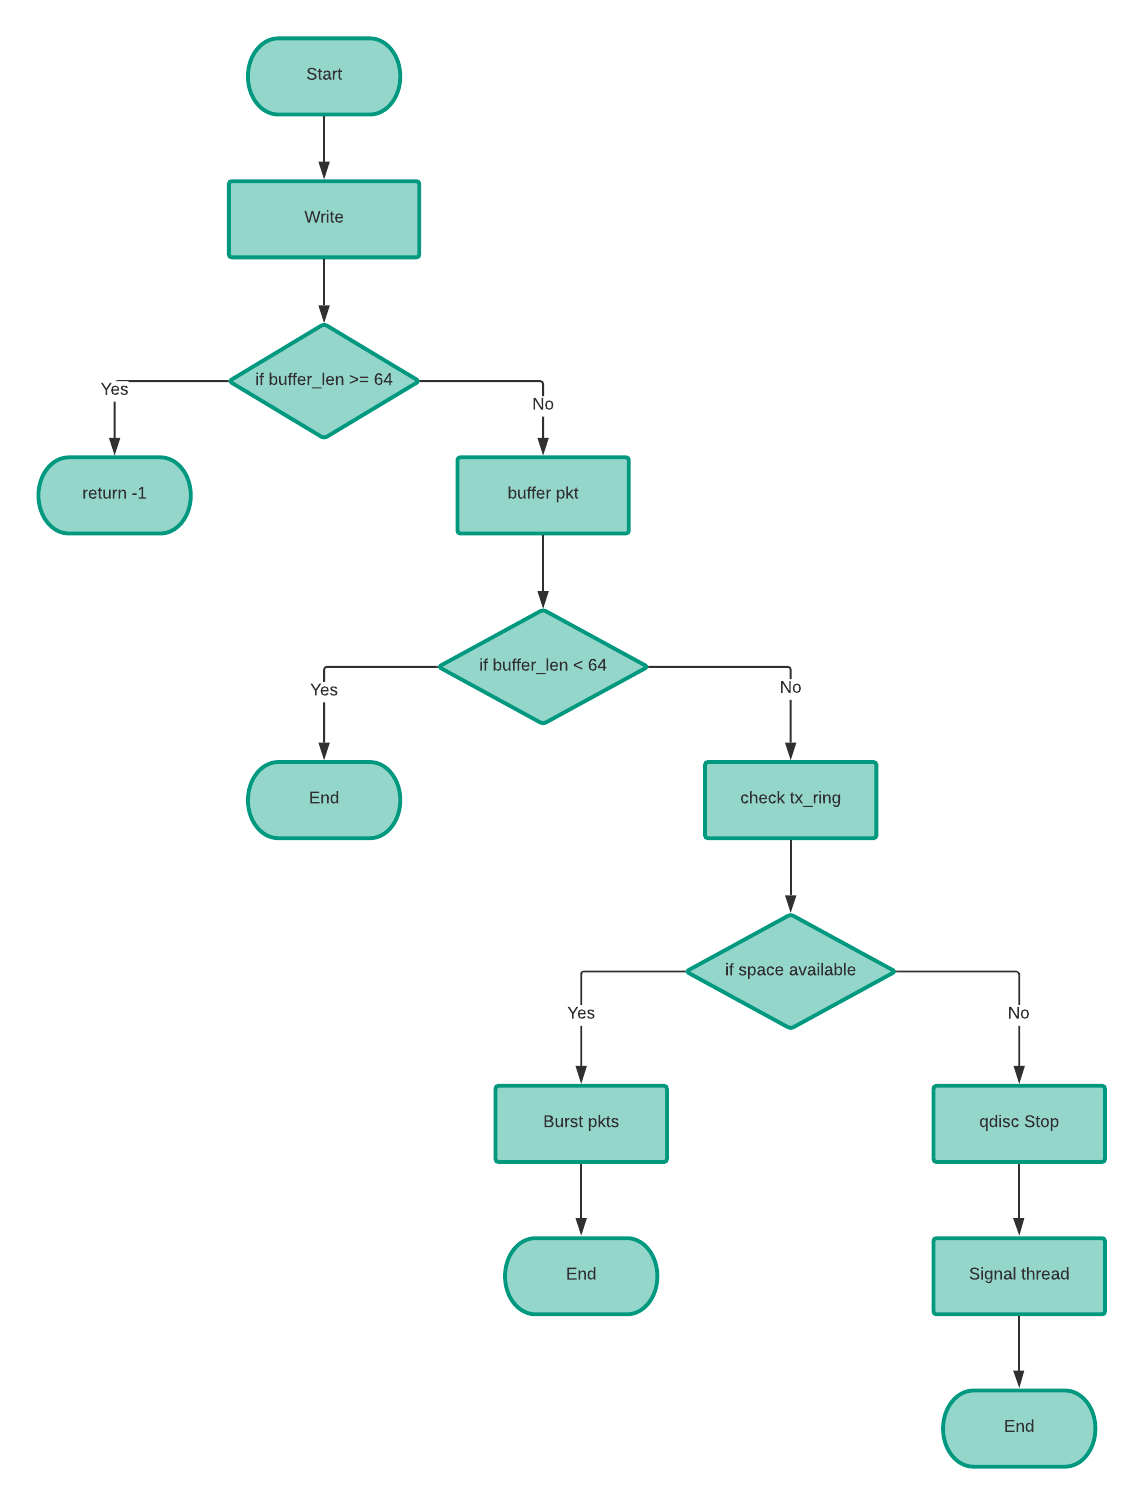 Start
Write
if buffer_len >= 64
Yes
No
return -1
buffer pkt
if buffer_len < 64
Yes
No
End
check tx_ring
if space available
Yes
No
Burst pkts
qdisc Stop
End
Signal thread
End